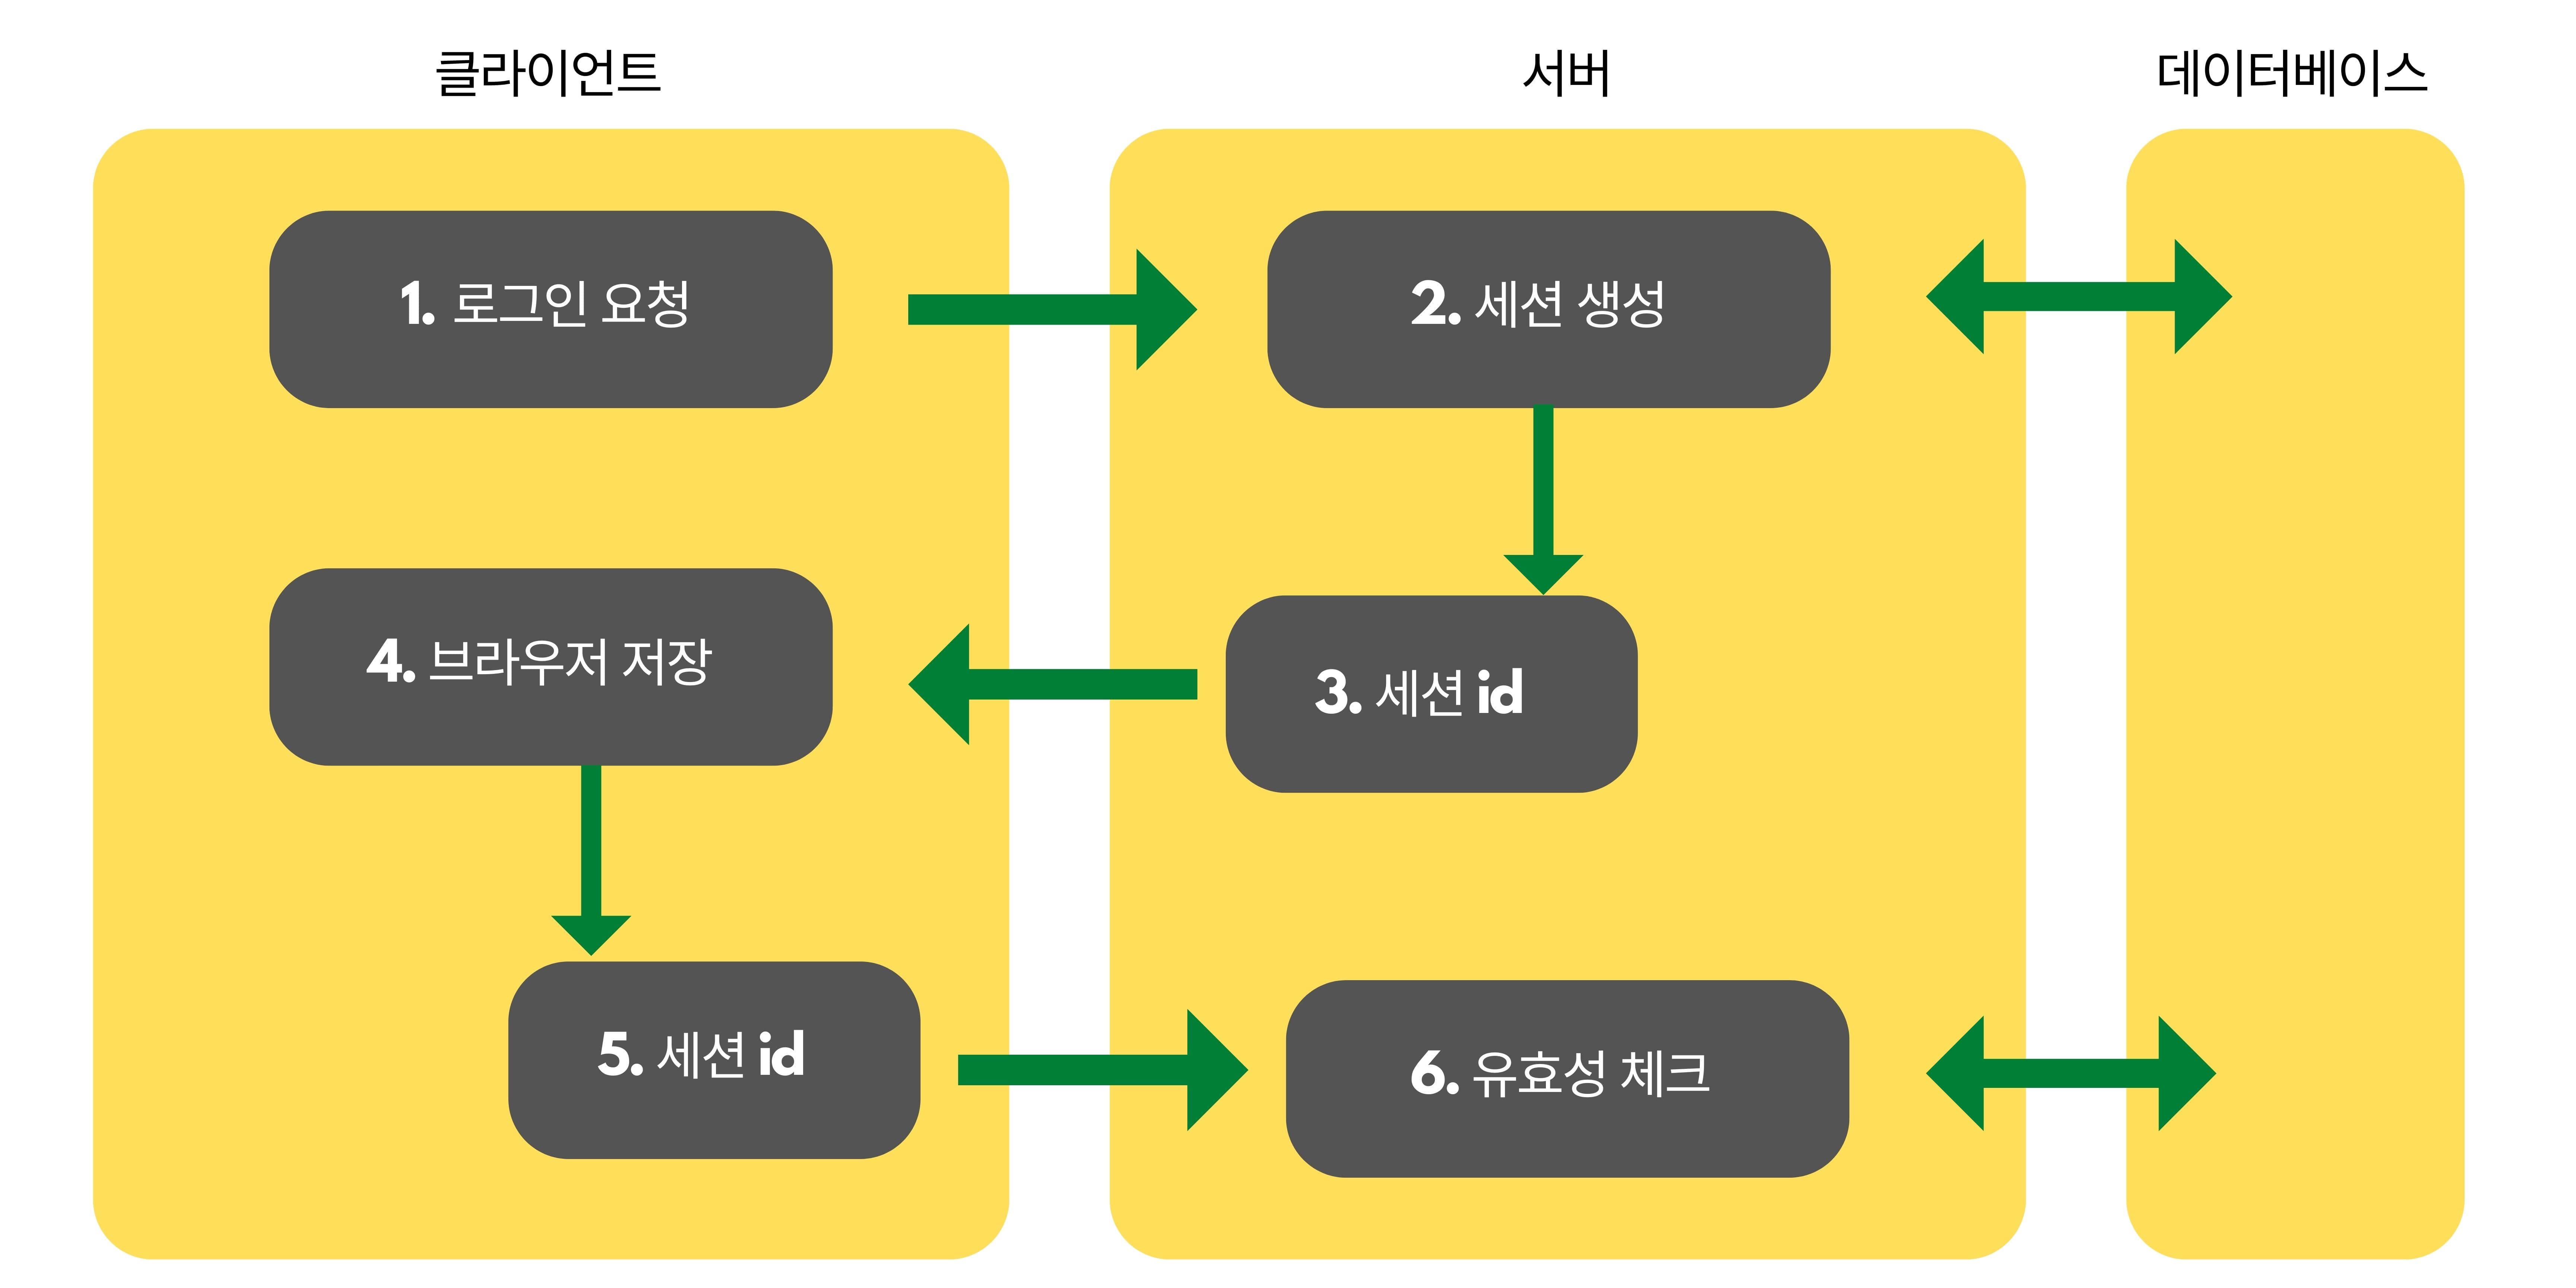 클라이언트
서버
데이터베이스
1. 로그인 요청
2. 세션 생성
3. 세션 id
4. 브라우저 저장
5. 세션 id
6. 유효성 체크